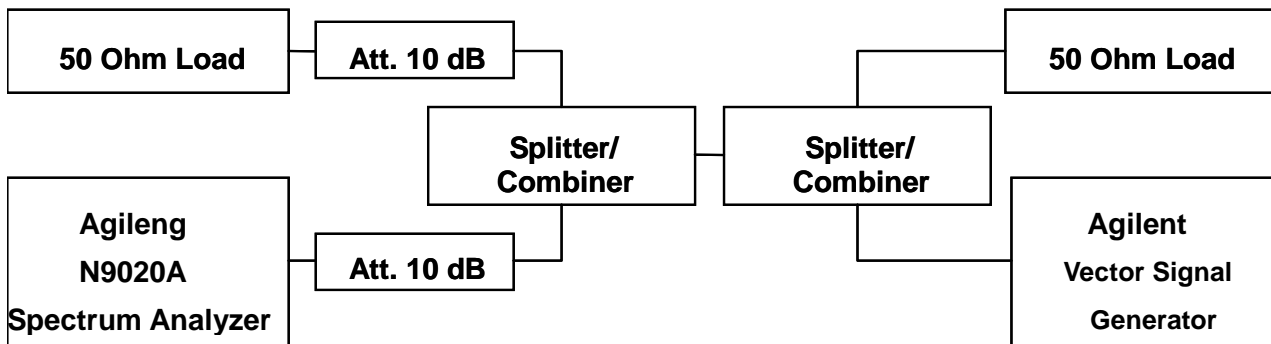 50 Ohm Load
Att. 10 dB
50 Ohm Load
Splitter/
Combiner
Splitter/
Combiner
Agileng
N9020A
Spectrum Analyzer
Att. 10 dB
Agilent
Vector Signal
Generator